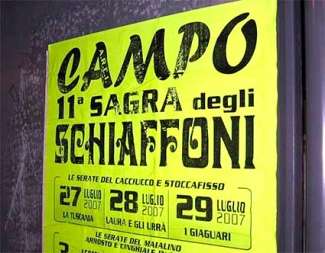 CAMPO
11ª SAGRA degli
SCHIAFFONI
LE SERATE DEL CACCIUCCO E STOCCAFISSO
27 LUGLIO 2007
LA TUSCANIA
28 LUGLIO 2007
LAURA E GLI URRÀ
29 LUGLIO 2007
I GIAGUARI
LE SERATE DEL MAIALINO
ARROSTO E CINGHIALE